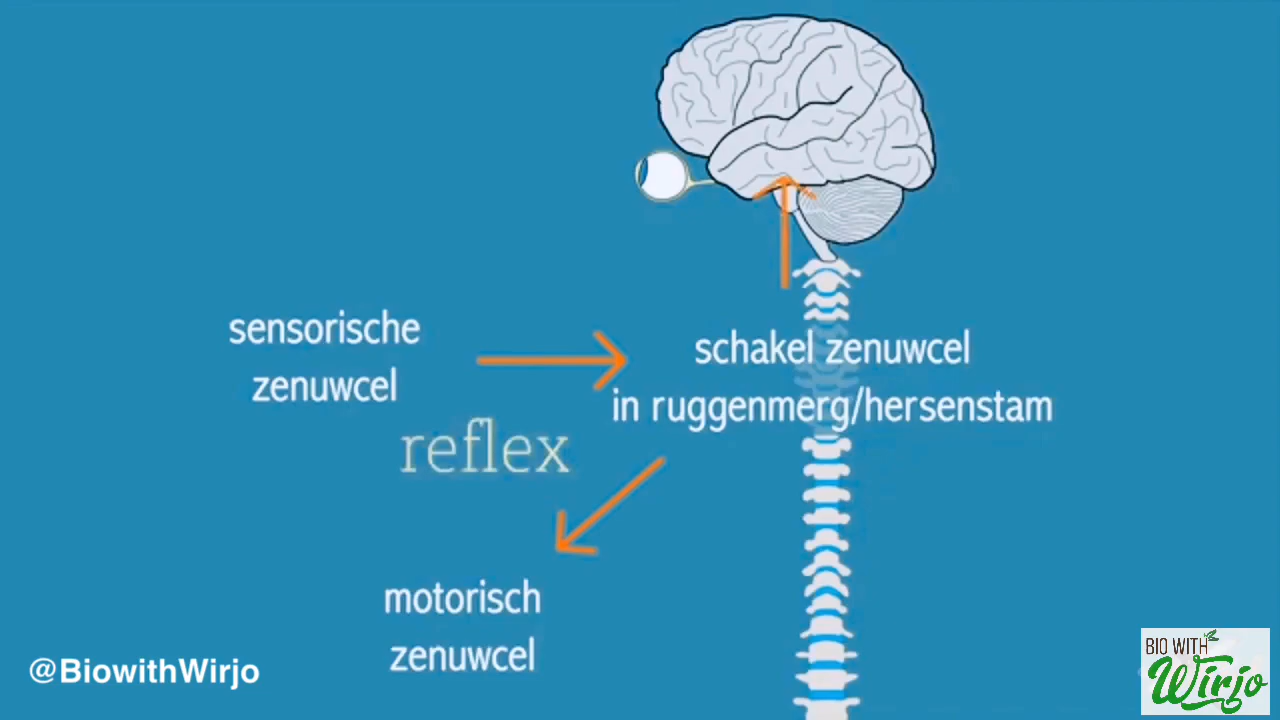 sensorische
zenuwcel
schakel zenuwcel
in ruggenmerg/hersenstam
reflex
motorisch
zenuwcel
@BiowithWirjo
BIO WITH
Wirjo